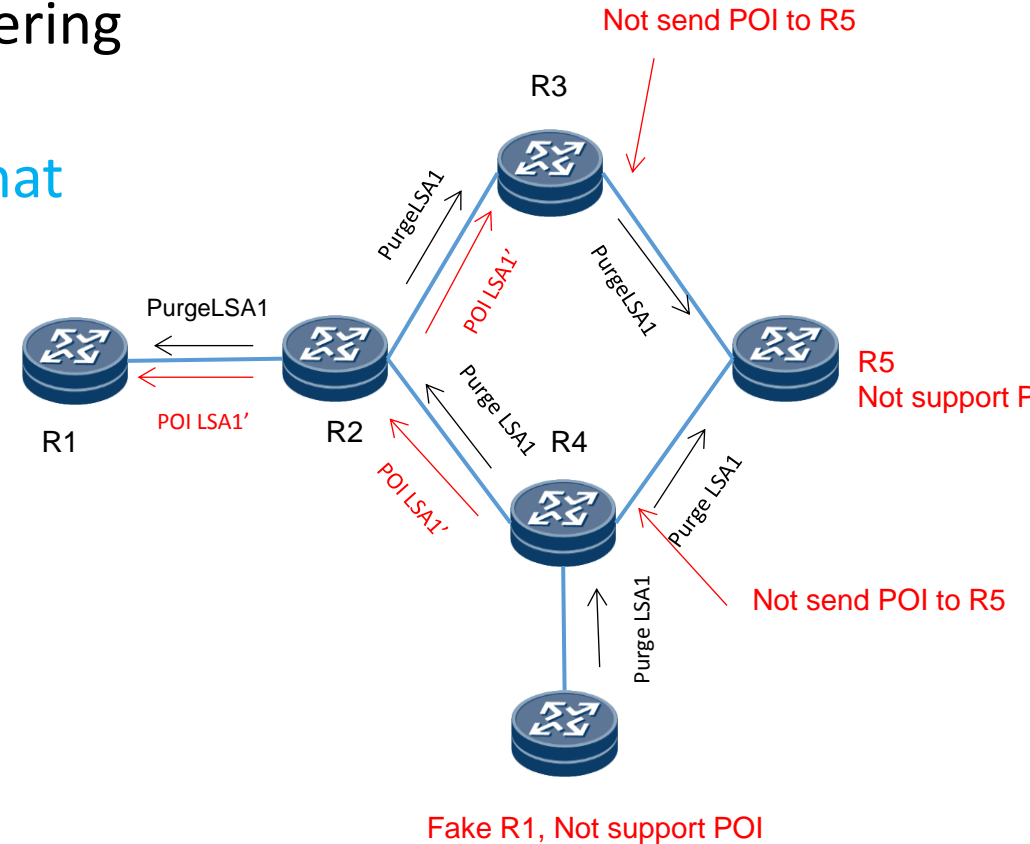 ering
Not send POI to R5
R3
hat
PurgeLSA1
POI LSA1’
PurgeLSA1
PurgeLSA1
POI LSA1’
R1
R2
Purge LSA1
POI LSA1’
R4
R5
Not support P
Purge LSA1
Not send POI to R5
Purge LSA1
Fake R1, Not support POI